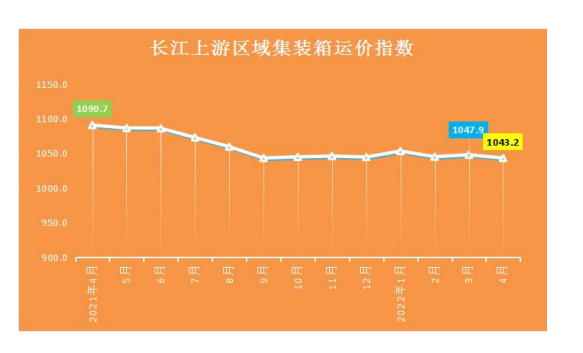 长江上游区域集装箱运价指数
1150.0
1100.0
1050.0
1000.0
950.0
900.0
1090.7
1047.9
1043.2
2021年4月
5月
6月
7月
8月
9月
10月
11月
12月
2022年1月
2月
3月
4月